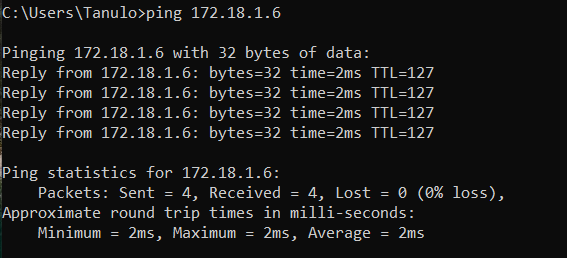 C:\Users\Tanulo>ping 172.18.1.6
Pinging 172.18.1.6 with 32 bytes of data:
Reply from 172.18.1.6: bytes=32 time=2ms TTL=127
Reply from 172.18.1.6: bytes=32 time=2ms TTL=127
Reply from 172.18.1.6: bytes=32 time=2ms TTL=127
Reply from 172.18.1.6: bytes=32 time=2ms TTL=127
Ping statistics for 172.18.1.6:
    Packets: Sent = 4, Received = 4, Lost = 0 (0% loss),
Approximate round trip times in milli-seconds:
    Minimum = 2ms, Maximum = 2ms, Average = 2ms